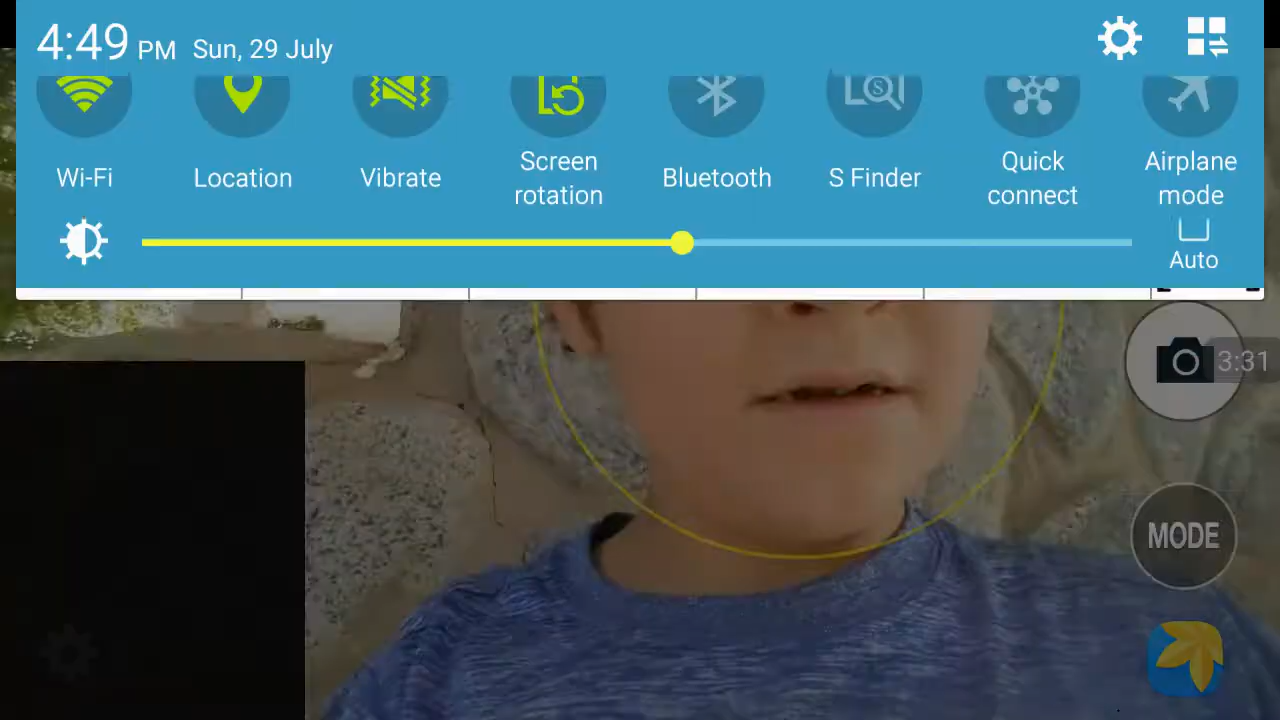 4:49 PM Sun, 29 July
Wi-Fi
Location
Vibrate
Screen
rotation
Bluetooth
S Finder
Quick
connect
Airplane
mode
Auto
3:31
MODE